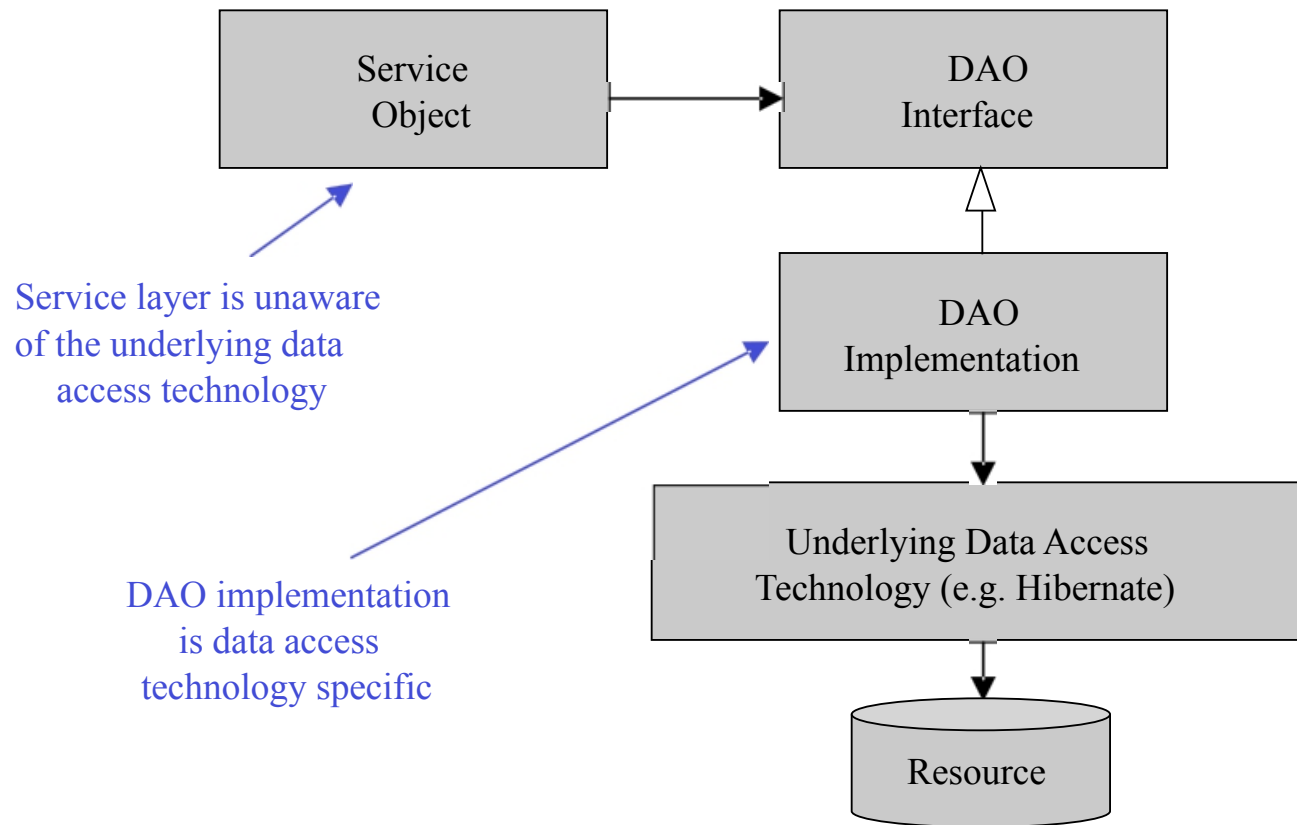 Service
Object
DAO
Interface
Service layer is unaware
of the underlying data
access technology
DAO
Implementation
Underlying Data Access
Technology (e.g. Hibernate)
DAO implementation
is data access
technology specific
Resource